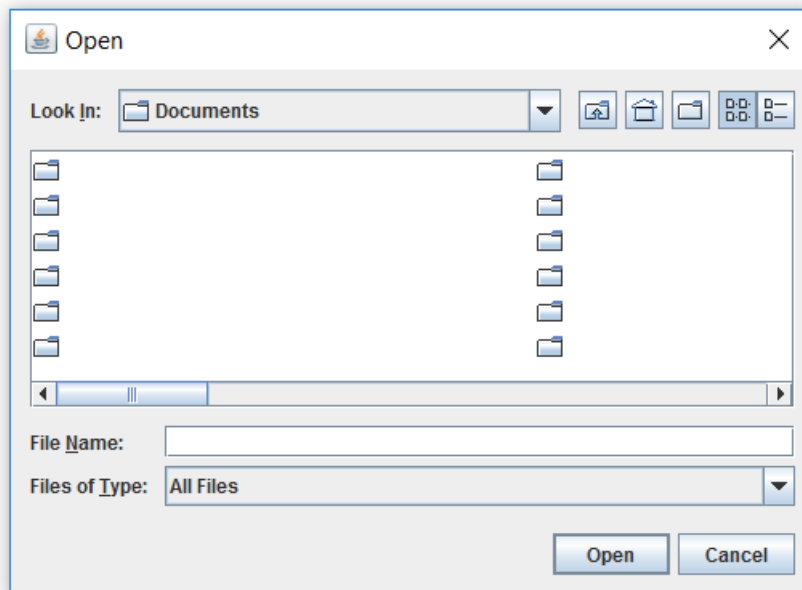 Open
Look In: Documents
File Name:
Files of Type: All Files
Open Cancel